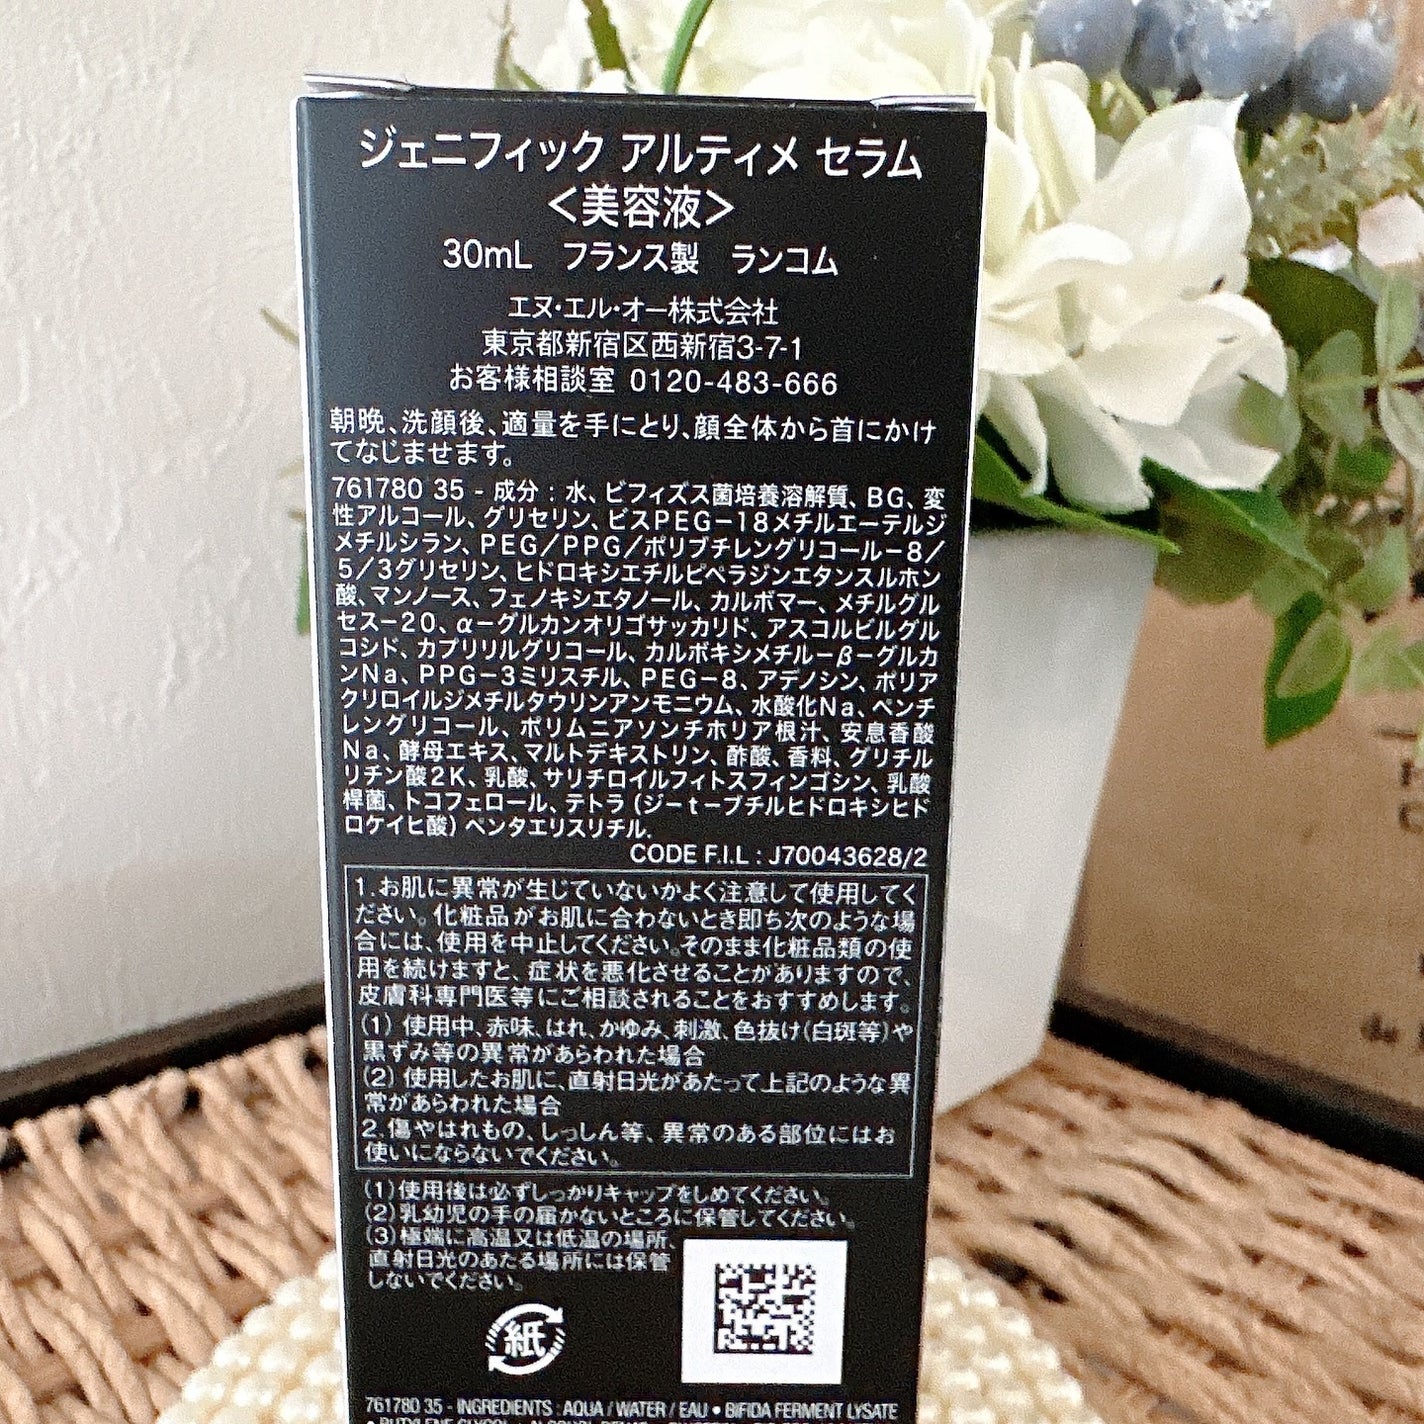 ジェニフィック アルティメ セラム
<美容液>
30mL フランス製 ランコム
エヌ・エル・オー株式会社
東京都新宿区西新宿3-7-1
お客様相談室 0120-483-666
朝晩、洗顔後、適量を手にとり、顔全体から首にかけ
てなじませます。
761780 35 - 成分 : 水、ビフィズス菌培養溶解質、BG、変
性アルコール、グリセリン、ビスPEG－18メチルエーテルジ
メチルシラン、PEG／PPG／ポリブチレングリコール－8／
5／3グリセリン、ヒドロキシエチルピペラジンエタンスルホン
酸、マンノース、フェノキシエタノール、カルボマー、メチルグル
セス－20、α－グルカンオリゴサッカリド、アスコルビルグル
コシド、カプリリルグリコール、カルボキシメチル－β－グルカ
ンNa、PPG－3ミリスチル、PEG－8、アデノシン、ポリア
クリロイルジメチルタウリンアンモニウム、水酸化Na、ペンチ
レングリコール、ポリムニアソンチホリア根汁、安息香酸
Na、酵母エキス、マルトデキストリン、酢酸、香料、グリチル
リチン酸2K、乳酸、サリチロイルフィトスフィンゴシン、乳酸
桿菌、トコフェロール、テトラ（ジーtーブチルヒドロキシヒド
ロケイヒ酸）ペンタエリスリチル.
CODE F.I.L : J70043628/2
1.お肌に異常が生じていないかよく注意して使用してく
ださい。化粧品がお肌に合わないとき即ち次のような場
合には、使用を中止してください。そのまま化粧品類の使
用を続けますと、症状を悪化させることがありますので、
皮膚科専門医等にご相談されることをおすすめします。
(1) 使用中、赤味、はれ、かゆみ、刺激、色抜け(白斑等)や
黒ずみ等の異常があらわれた場合
(2) 使用したお肌に、直射日光があたって上記のような異
常があらわれた場合
2.傷やはれもの、しっしん等、異常のある部位にはお
使いにならないでください。
(1)使用後は必ずしっかりキャップをしめてください。
(2)乳幼児の手の届かないところに保管してください。
(3)極端に高温又は低温の場所、
直射日光のあたる場所には保管
しないでください。
紙
761780 35 - INGREDIENTS : AQUA / WATER / EAU • BIFIDA FERMENT LYSATE